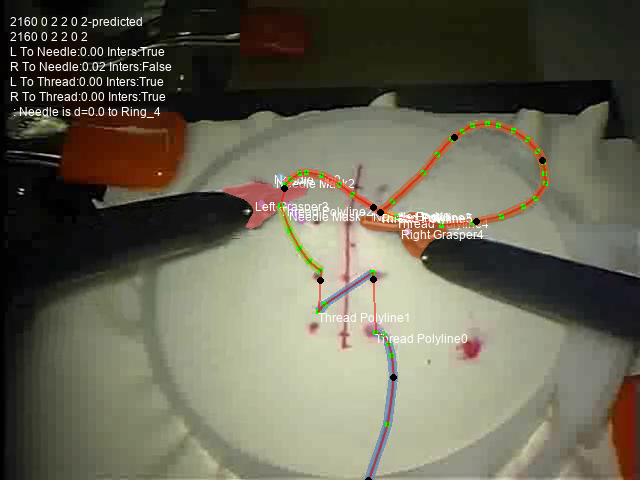 2160 0 2 2 0 2-predicted
2160 0 2 2 0 2
L To Needle:0.00 Inters:True
R To Needle:0.02 Inters:False
L To Thread:0.00 Inters:True
R To Thread:0.00 Inters:True
: Needle is d=0.0 to Ring_4
Left Grasper3
Right Grasper4
Thread Polyline1
Thread Polyline0